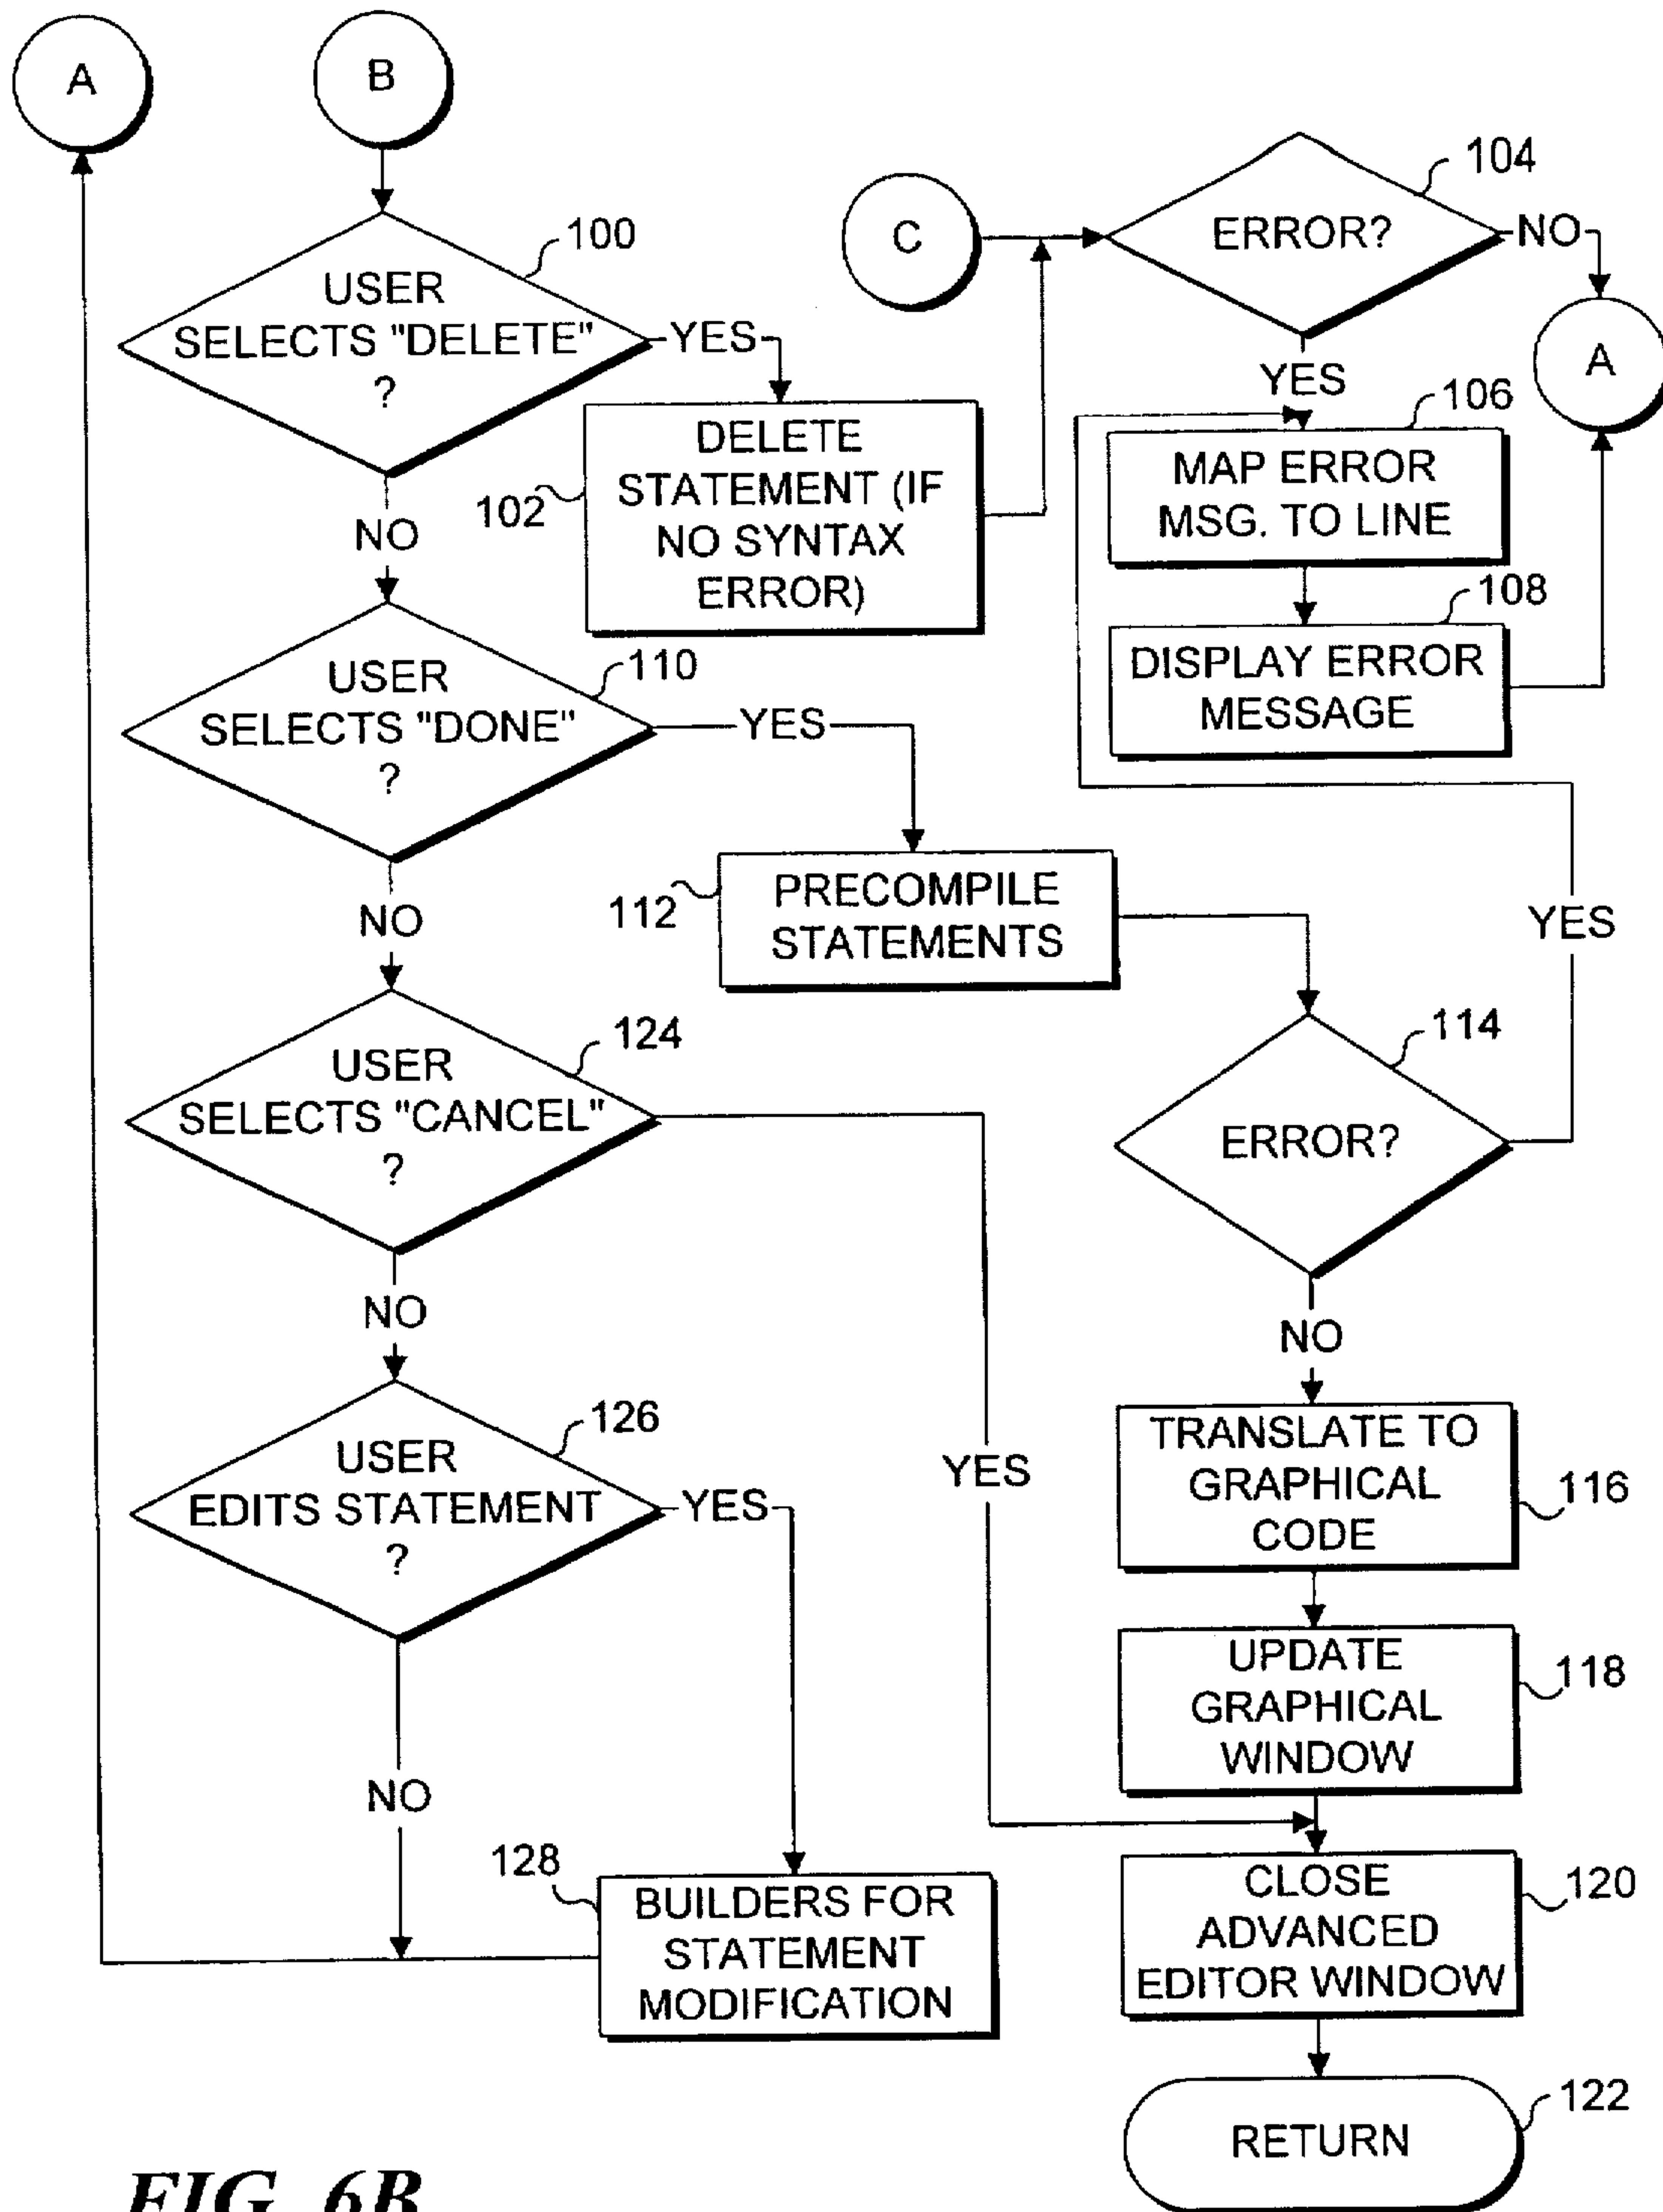 A
B
100
USER
SELECTS "DELETE"
?
YES
NO
102
DELETE
STATEMENT (IF
NO SYNTAX
ERROR)
C
104
ERROR?
NO
A
YES
106
MAP ERROR
MSG. TO LINE
108
DISPLAY ERROR
MESSAGE
110
USER
SELECTS "DONE"
?
YES
NO
112
PRECOMPILE
STATEMENTS
YES
114
ERROR?
NO
124
USER
SELECTS "CANCEL"
?
NO
YES
126
USER
EDITS STATEMENT
?
YES
NO
128
BUILDERS FOR
STATEMENT
MODIFICATION
TRANSLATE TO
GRAPHICAL
CODE
116
UPDATE
GRAPHICAL
WINDOW
118
CLOSE
ADVANCED
EDITOR WINDOW
120
RETURN
122
FIG. 6B